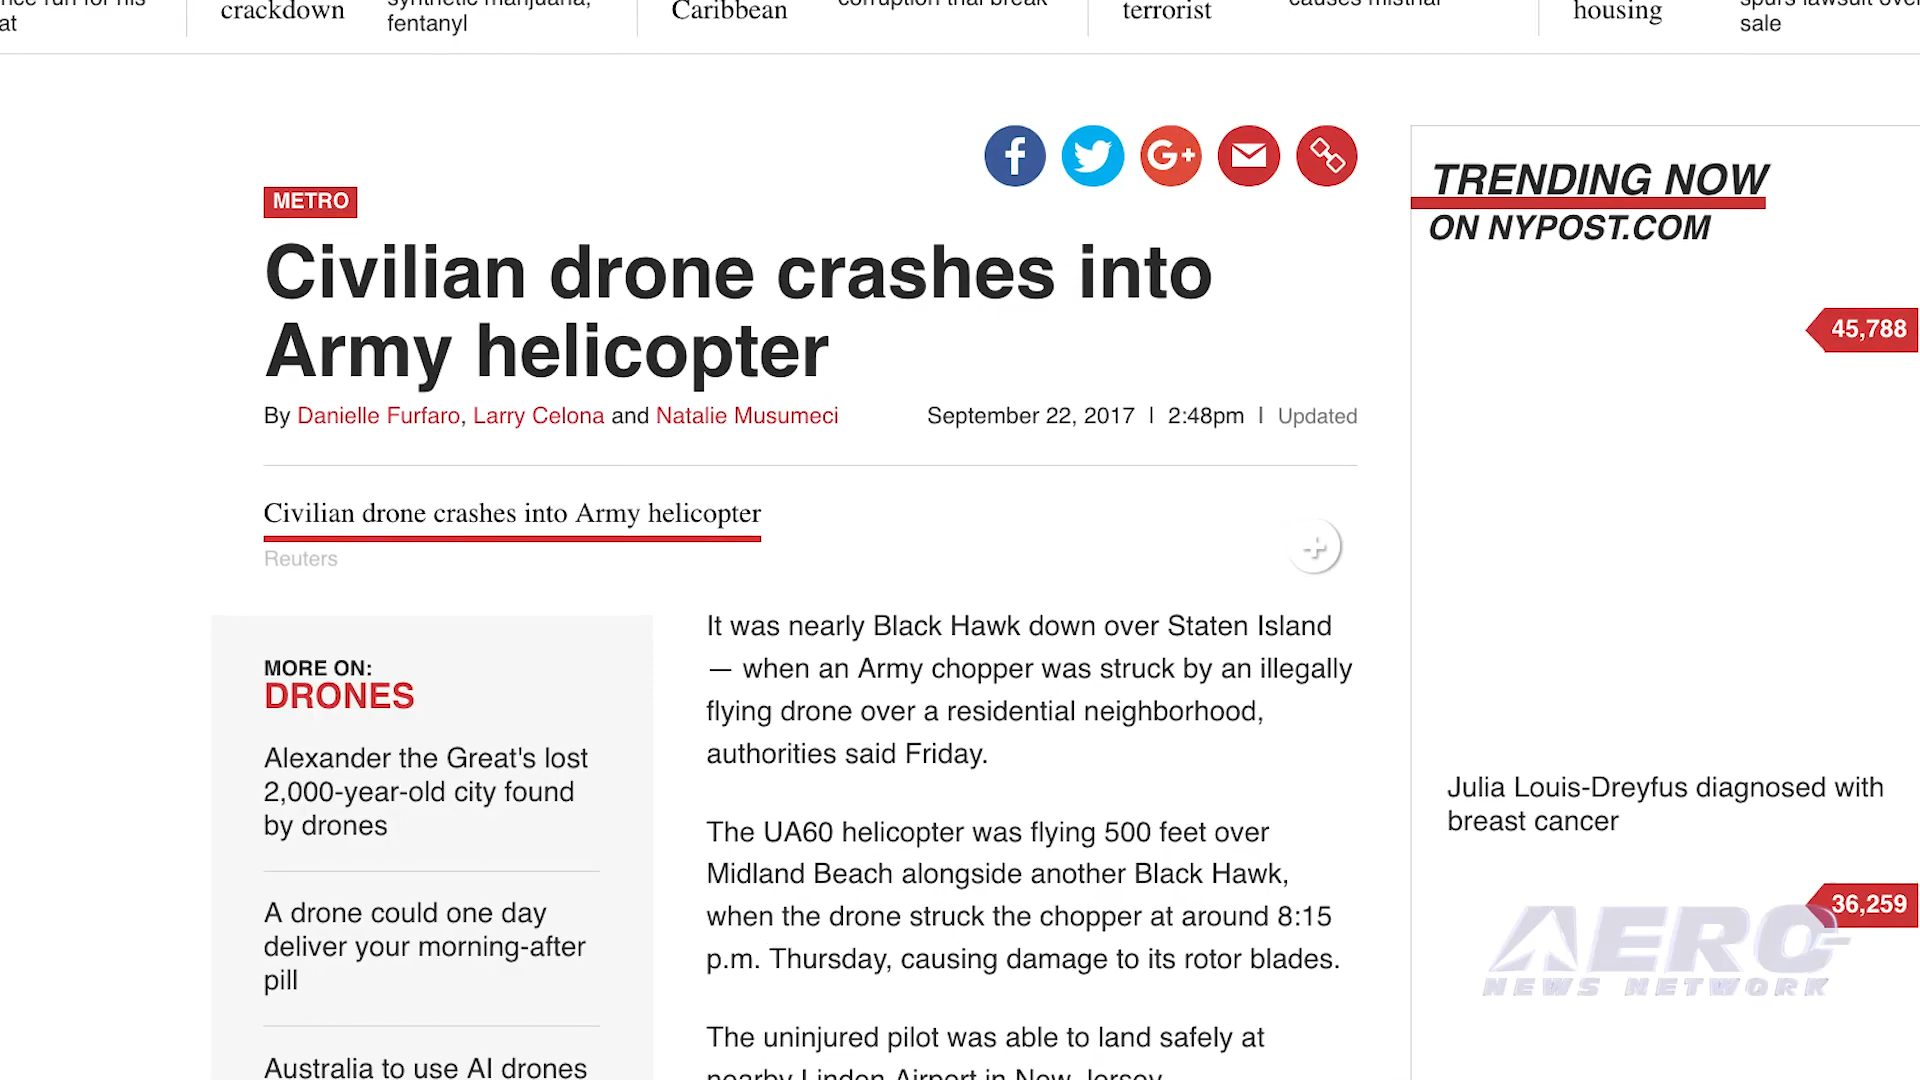 crackdown
fentanyl
Caribbean
terrorist
housing
sale
at
METRO
Civilian drone crashes into
Army helicopter
By Danielle Furfaro, Larry Celona and Natalie Musumeci
September 22, 2017 | 2:48pm | Updated
Civilian drone crashes into Army helicopter
Reuters
MORE ON:
DRONES
Alexander the Great's lost
2,000-year-old city found
by drones
A drone could one day
deliver your morning-after
pill
Australia to use AI drones
It was nearly Black Hawk down over Staten Island
— when an Army chopper was struck by an illegally
flying drone over a residential neighborhood,
authorities said Friday.
The UA60 helicopter was flying 500 feet over
Midland Beach alongside another Black Hawk,
when the drone struck the chopper at around 8:15
p.m. Thursday, causing damage to its rotor blades.
The uninjured pilot was able to land safely at
nearby Linden Airport in New Jersey.
TRENDING NOW
ON NYPOST.COM
45,788
Julia Louis-Dreyfus diagnosed with
breast cancer
36,259
AERO-
NEWS NETWORK